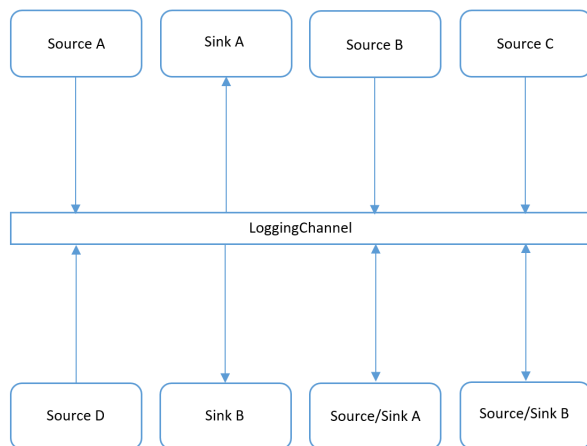 Source A
Sink A
Source B
Source C
LoggingChannel
Source D
Sink B
Source/Sink A
Source/Sink B